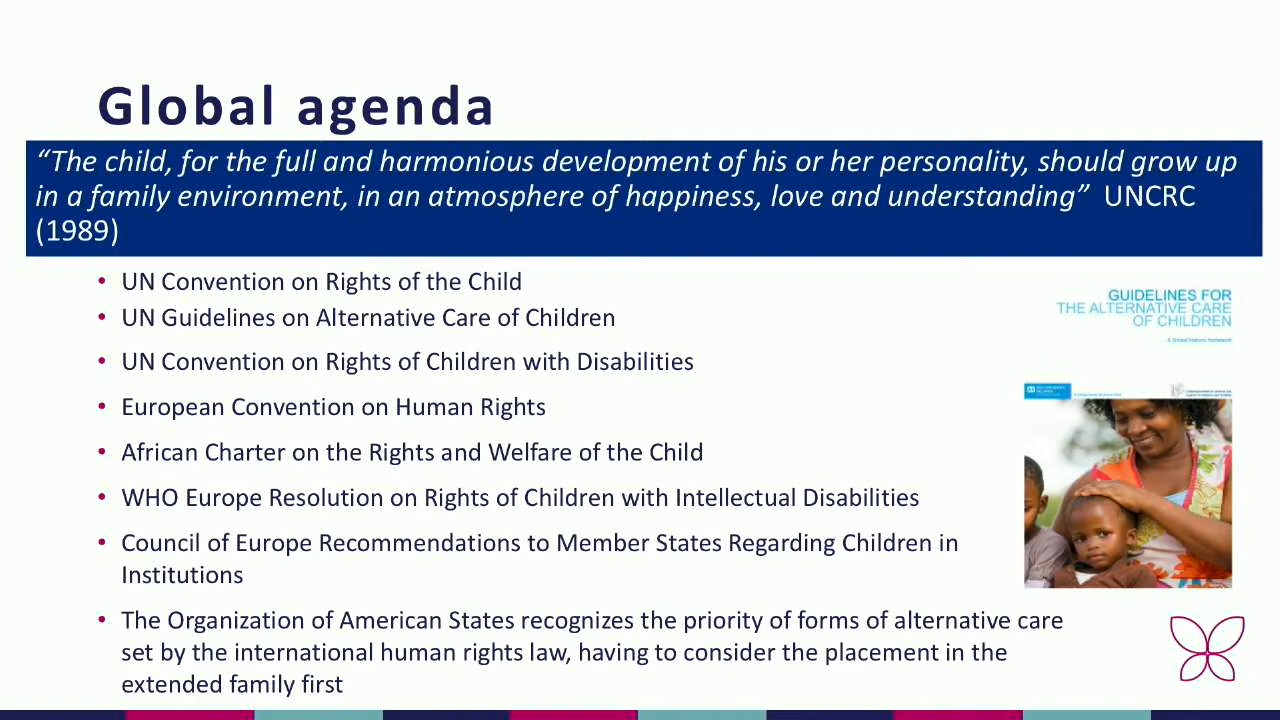 Global agenda
“The child, for the full and harmonious development of his or her personality, should grow up
in a family environment, in an atmosphere of happiness, love and understanding” UNCRC
(1989)
• UN Convention on Rights of the Child
• UN Guidelines on Alternative Care of Children
• UN Convention on Rights of Children with Disabilities
• European Convention on Human Rights
• African Charter on the Rights and Welfare of the Child
• WHO Europe Resolution on Rights of Children with Intellectual Disabilities
• Council of Europe Recommendations to Member States Regarding Children in
Institutions
• The Organization of American States recognizes the priority of forms of alternative care
set by the international human rights law, having to consider the placement in the
extended family first
GUIDELINES FOR
THE ALTERNATIVE CARE
OF CHILDREN
A United Nations framework